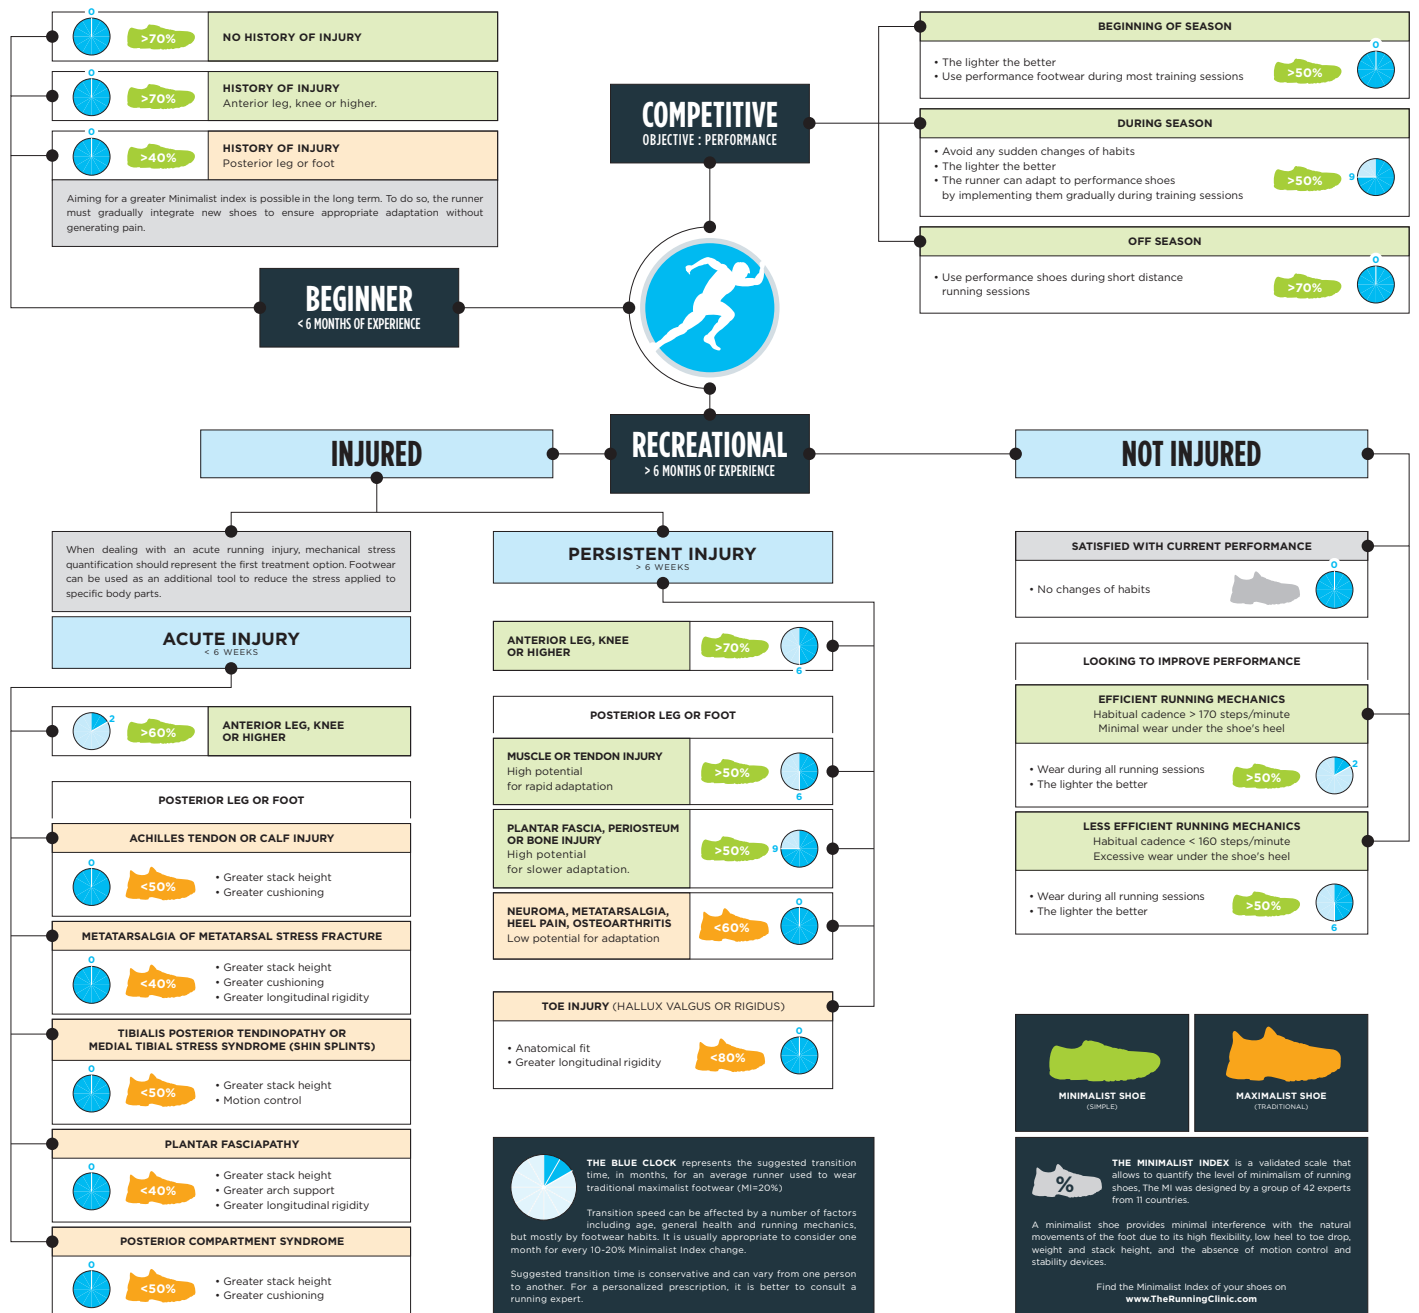 0
>70%
NO HISTORY OF INJURY
0
>70%
HISTORY OF INJURY
Anterior leg, knee or higher.
0
>40%
HISTORY OF INJURY
Posterior leg or foot
Aiming for a greater Minimalist index is possible in the long term. To do so, the runner
must gradually integrate new shoes to ensure appropriate adaptation without
generating pain.
BEGINNER
< 6 MONTHS OF EXPERIENCE
COMPETITIVE
OBJECTIVE : PERFORMANCE
BEGINNING OF SEASON
• The lighter the better
• Use performance footwear during most training sessions
>50%
0
DURING SEASON
• Avoid any sudden changes of habits
• The lighter the better
• The runner can adapt to performance shoes
by implementing them gradually during training sessions
>50%
9
OFF SEASON
• Use performance shoes during short distance
running sessions
>70%
0
RECREATIONAL
> 6 MONTHS OF EXPERIENCE
INJURED
NOT INJURED
When dealing with an acute running injury, mechanical stress
quantification should represent the first treatment option. Footwear
can be used as an additional tool to reduce the stress applied to
specific body parts.
ACUTE INJURY
< 6 WEEKS
2
>60%
ANTERIOR LEG, KNEE
OR HIGHER
POSTERIOR LEG OR FOOT
ACHILLES TENDON OR CALF INJURY
0
<50%
• Greater stack height
• Greater cushioning
METATARSALGIA OF METATARSAL STRESS FRACTURE
0
<40%
• Greater stack height
• Greater cushioning
• Greater longitudinal rigidity
TIBIALIS POSTERIOR TENDINOPATHY OR
MEDIAL TIBIAL STRESS SYNDROME (SHIN SPLINTS)
0
<50%
• Greater stack height
• Motion control
PLANTAR FASCIAPATHY
0
<40%
• Greater stack height
• Greater arch support
• Greater longitudinal rigidity
POSTERIOR COMPARTMENT SYNDROME
0
<50%
• Greater stack height
• Greater cushioning
PERSISTENT INJURY
> 6 WEEKS
ANTERIOR LEG, KNEE
OR HIGHER
>70%
6
POSTERIOR LEG OR FOOT
MUSCLE OR TENDON INJURY
High potential
for rapid adaptation
>50%
6
PLANTAR FASCIA, PERIOSTEUM
OR BONE INJURY
High potential
for slower adaptation.
>50%
9
NEUROMA, METATARSALGIA,
HEEL PAIN, OSTEOARTHRITIS
Low potential for adaptation
<60%
0
TOE INJURY (HALLUX VALGUS OR RIGIDUS)
• Anatomical fit
• Greater longitudinal rigidity
<80%
0
THE BLUE CLOCK represents the suggested transition
time, in months, for an average runner used to wear
traditional maximalist footwear (MI=20%)
Transition speed can be affected by a number of factors
including age, general health and running mechanics,
but mostly by footwear habits. It is usually appropriate to consider one
month for every 10-20% Minimalist Index change.
Suggested transition time is conservative and can vary from one person
to another. For a personalized prescription, it is better to consult a
running expert.
SATISFIED WITH CURRENT PERFORMANCE
• No changes of habits
0
LOOKING TO IMPROVE PERFORMANCE
EFFICIENT RUNNING MECHANICS
Habitual cadence > 170 steps/minute
Minimal wear under the shoe's heel
• Wear during all running sessions
• The lighter the better
>50%
2
LESS EFFICIENT RUNNING MECHANICS
Habitual cadence < 160 steps/minute
Excessive wear under the shoe's heel
• Wear during all running sessions
• The lighter the better
>50%
6
MINIMALIST SHOE
(SIMPLE)
MAXIMALIST SHOE
(TRADITIONAL)
%
THE MINIMALIST INDEX is a validated scale that
allows to quantify the level of minimalism of running
shoes, The MI was designed by a group of 42 experts
from 11 countries.
A minimalist shoe provides minimal interference with the natural
movements of the foot due to its high flexibility, low heel to toe drop,
weight and stack height, and the absence of motion control and
stability devices.
Find the Minimalist Index of your shoes on
www.TheRunningClinic.com